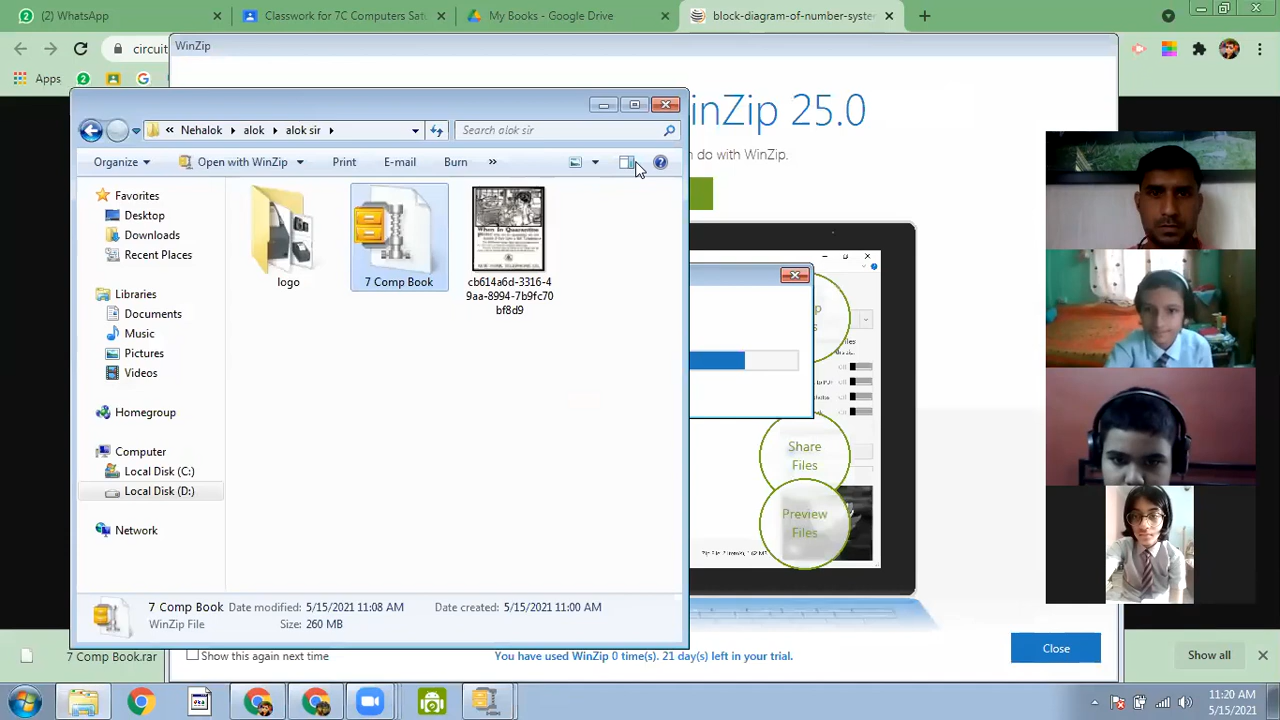 (2) WhatsApp
Classwork for 7C Computers Satu
My Books - Google Drive
block-diagram-of-number-syste
circuit
Apps
WinZip
inZip 25.0
n do with WinZip.
Nehalok
alok
alok sir
Search alok sir
Organize
Open with WinZip
Print
E-mail
Burn
»
Favorites
Desktop
Downloads
Recent Places
Libraries
Documents
Music
Pictures
Videos
Homegroup
Computer
Local Disk (C:)
Local Disk (D:)
Network
logo
7 Comp Book
When In Quarantine
cb614a6d-3316-4
9aa-8994-7b9fc70
bf8d9
Share
Files
Preview
Files
7 Comp Book Date modified: 5/15/2021 11:08 AM Date created: 5/15/2021 11:00 AM
WinZip File Size: 260 MB
Show this again next time
You have used WinZip 0 time(s). 21 day(s) left in your trial.
Close
7 Comp Book.rar
Show all
11:20 AM
5/15/2021